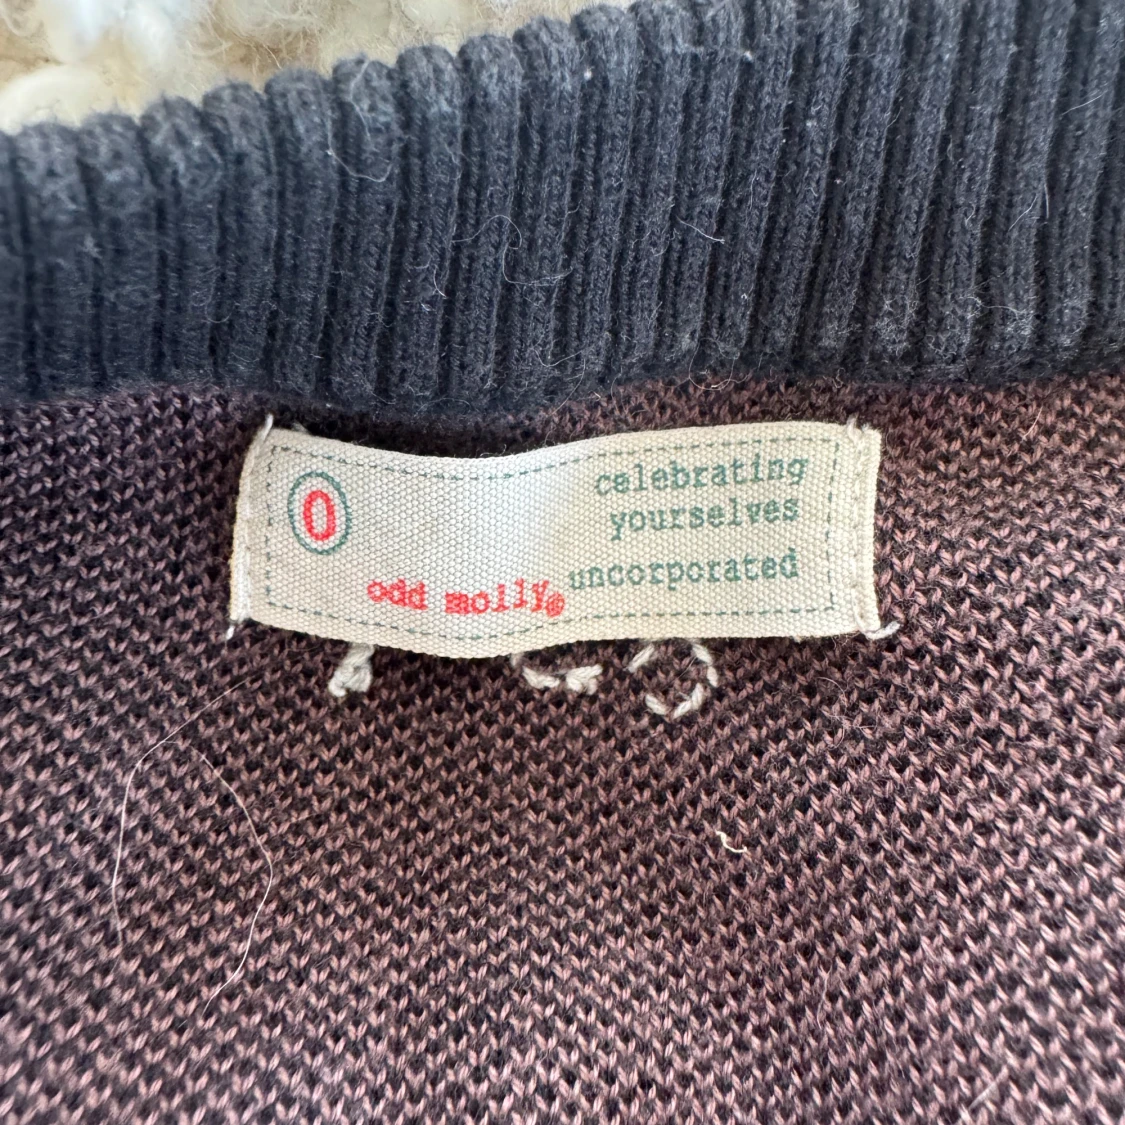 0
odd molly®
celebrating
yourselves
uncorporated